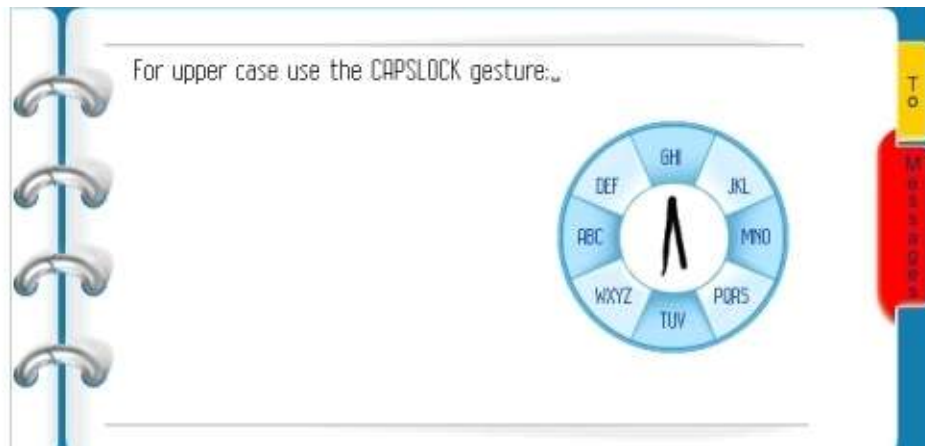 For upper case use the CAPSLOCK gesture:_
GHI
DEF
JKL
ABC
MNO
WXYZ
PQRS
TUV
To
Messages